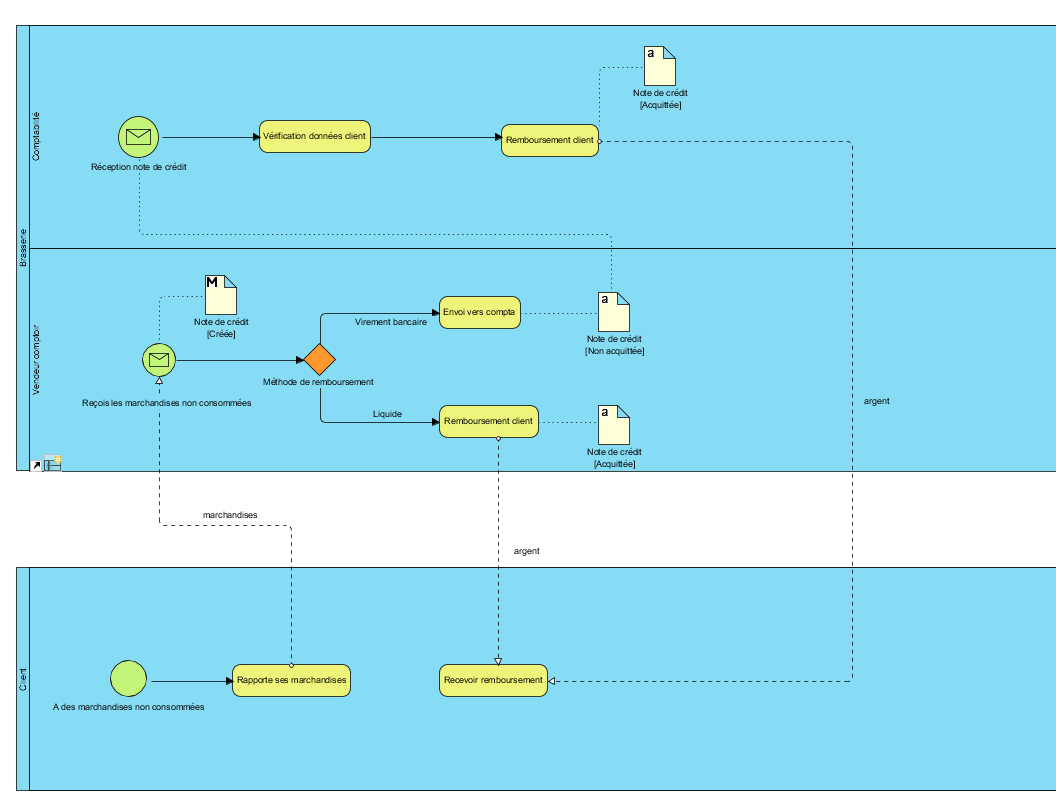 Brasserie
Comptabilité
a
Note de crédit
[Acquittée]
Réception note de crédit
Vérification données client
Remboursement client
Vendeur comptoir
M
Note de crédit
[Créée]
Reçois les marchandises non consommées
Méthode de remboursement
Virement bancaire
Envoi vers compta
a
Note de crédit
[Non acquittée]
Liquide
Remboursement client
a
Note de crédit
[Acquittée]
argent
marchandises
argent
Client
A des marchandises non consommées
Rapporte ses marchandises
Recevoir remboursement